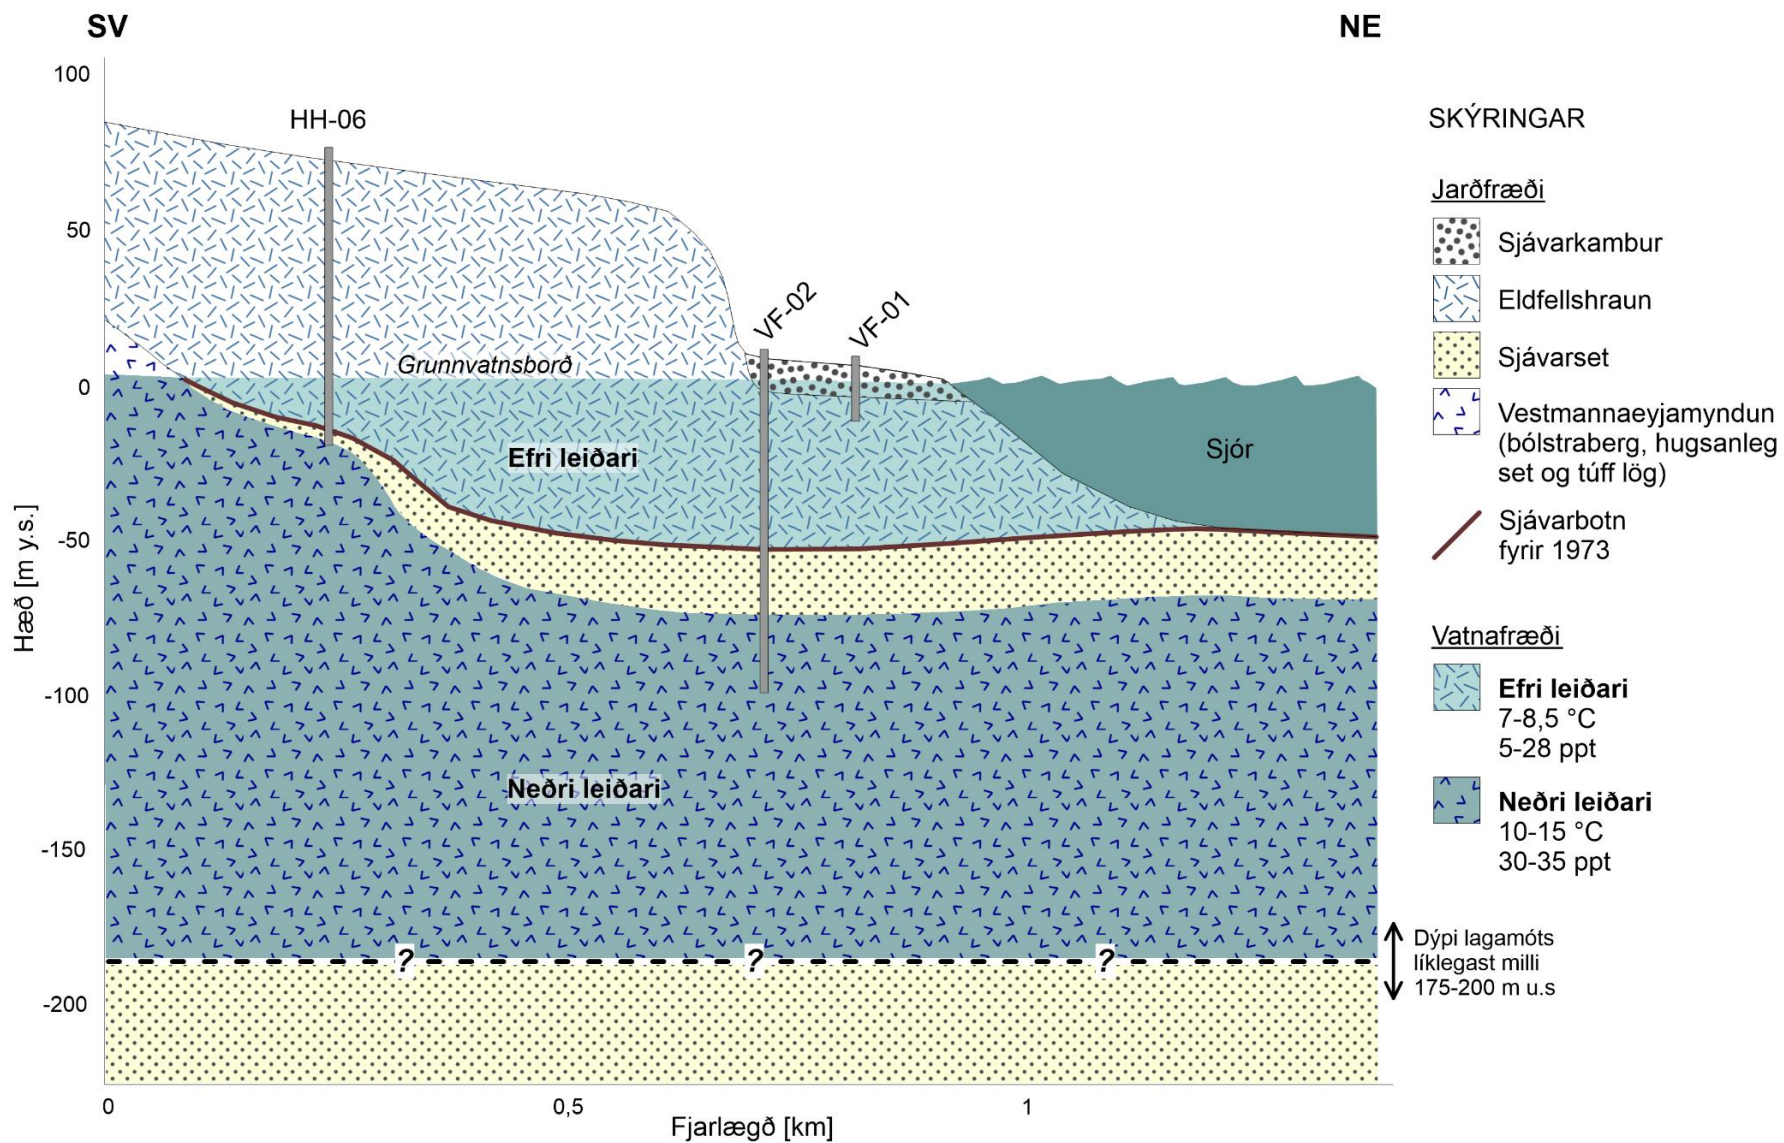 SV
NE
100
50
0
-50
-100
-150
-200
Hæð [m y.s.]
HH-06
VF-02
VF-01
Grunnvatnsborð
Efri leiðari
Sjór
Neðri leiðari
?
?
?
0
0,5
1
Fjarlægð [km]
SKÝRINGAR
Jarðfræði
Sjávarkambur
Eldfellshraun
Sjávarset
Vestmannaeyjamyndun
(bólstraberg, hugsanleg
set og túff lög)
Sjávarbotn
fyrir 1973
Vatnafræði
Efri leiðari
7-8,5 °C
5-28 ppt
Neðri leiðari
10-15 °C
30-35 ppt
Dýpi lagamóts
líklegast milli
175-200 m u.s